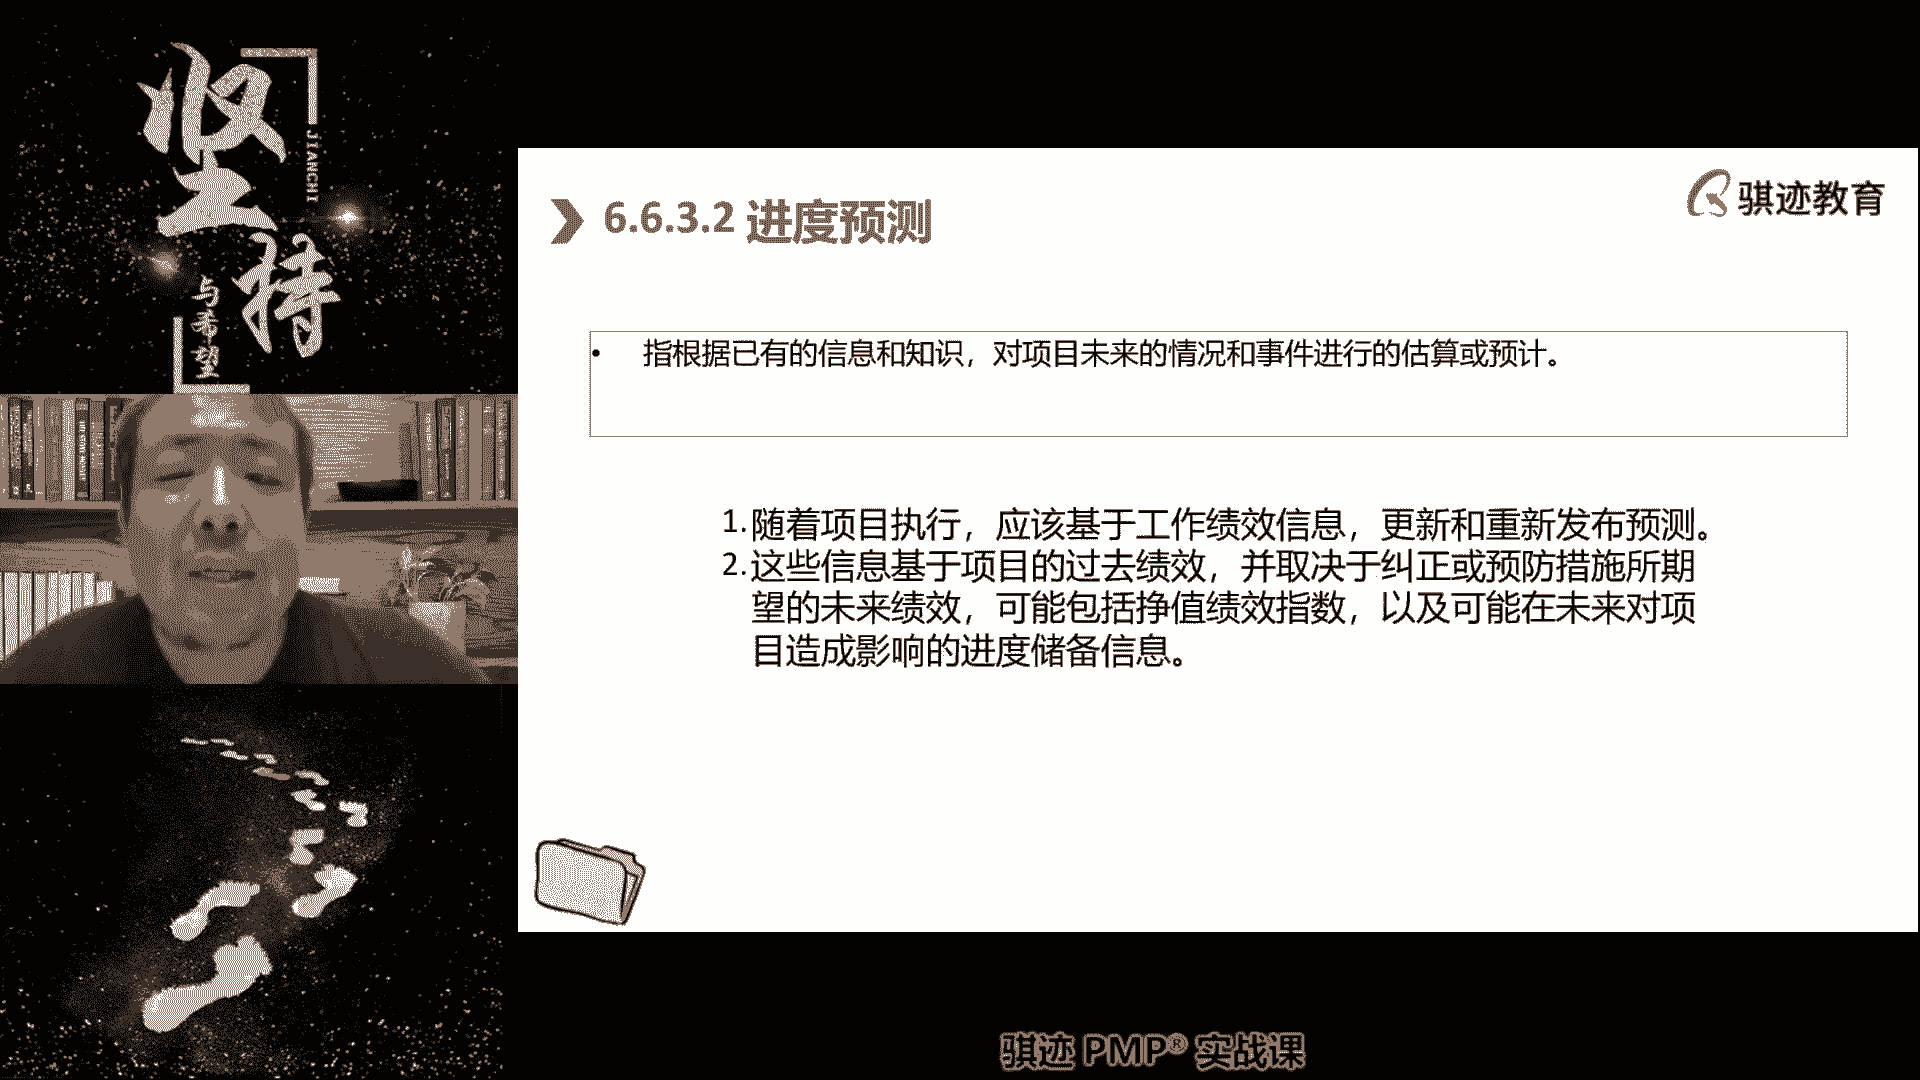 坚持
JIANCHI
与希望
骐迹教育
6.6.3.2 进度预测
• 指根据已有的信息和知识，对项目未来的情况和事件进行的估算或预计。
1.随着项目执行，应该基于工作绩效信息，更新和重新发布预测。
2.这些信息基于项目的过去绩效，并取决于纠正或预防措施所期
望的未来绩效，可能包括挣值绩效指数，以及可能在未来对项
目造成影响的进度储备信息。
骐迹 PMP® 实战课